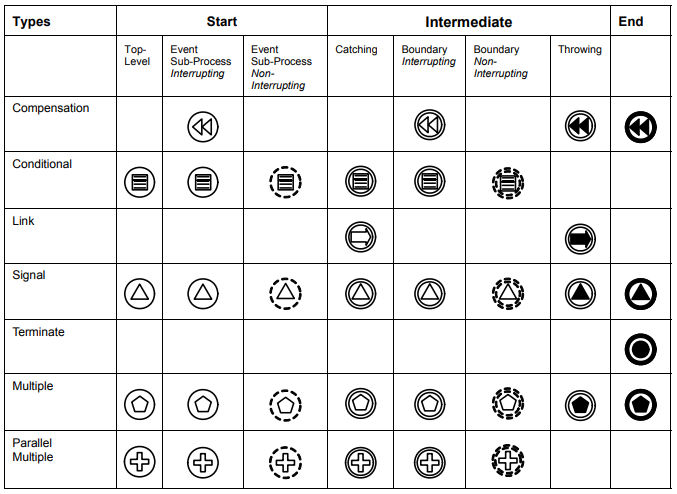 Types Start Intermediate End
Top-
Level
Event
Sub-Process
Interrupting
Event
Sub-Process
Non-
Interrupting
Catching
Boundary
Interrupting
Boundary
Non-
Interrupting
Throwing
Compensation
Conditional
Link
Signal
Terminate
Multiple
Parallel
Multiple